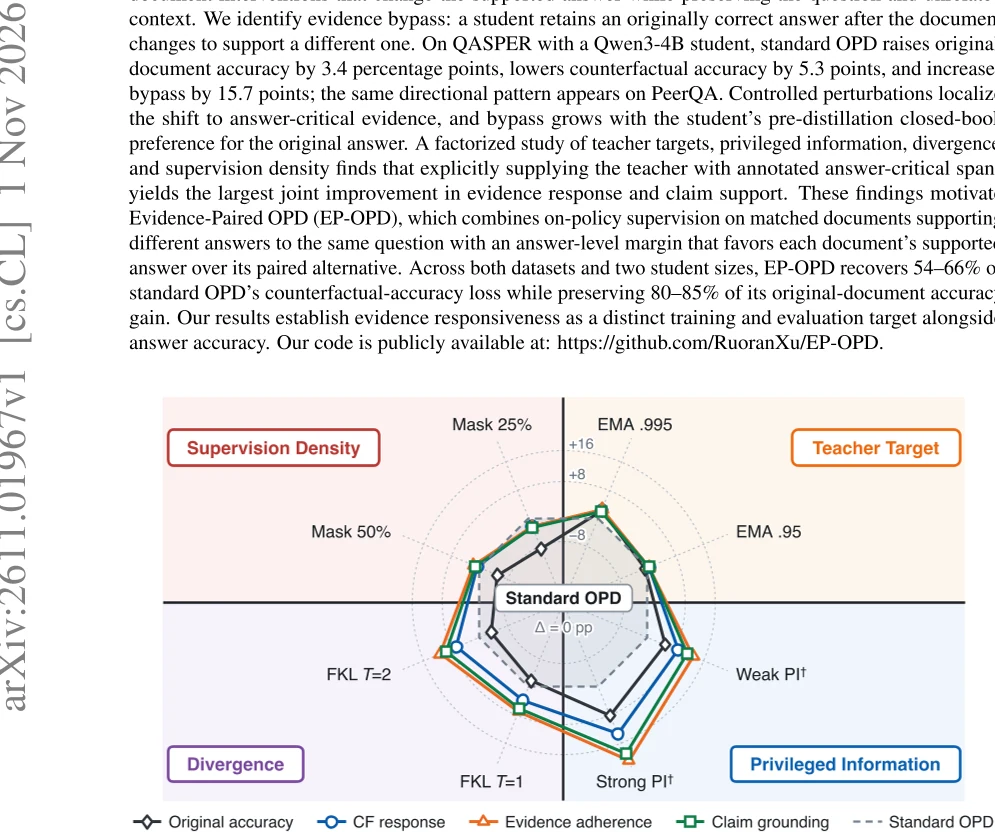 context. We identify evidence bypass: a student retains an originally correct answer after the documen
changes to support a different one. On QASPER with a Qwen3-4B student, standard OPD raises original
document accuracy by 3.4 percentage points, lowers counterfactual accuracy by 5.3 points, and increase
bypass by 15.7 points; the same directional pattern appears on PeerQA. Controlled perturbations localize
the shift to answer-critical evidence, and bypass grows with the student's pre-distillation closed-book
preference for the original answer. A factorized study of teacher targets, privileged information, divergence
and supervision density finds that explicitly supplying the teacher with annotated answer-critical span
yields the largest joint improvement in evidence response and claim support. These findings motivate
Evidence-Paired OPD (EP-OPD), which combines on-policy supervision on matched documents supporting
different answers to the same question with an answer-level margin that favors each document's supported
answer over its paired alternative. Across both datasets and two student sizes, EP-OPD recovers 54–66% o
standard OPD's counterfactual-accuracy loss while preserving 80–85% of its original-document accuracy
gain. Our results establish evidence responsiveness as a distinct training and evaluation target alongside
answer accuracy. Our code is publicly available at: https://github.com/RuoranXu/EP-OPD.
arXiv:2611.01967v1 [cs.CL] 1 Nov 2026
Mask 25%
EMA .995
+16
Supervision Density
Teacher Target
+8
Mask 50%
−8
EMA .95
Standard OPD
Δ = 0 pp
FKL T=2
Weak PI†
Divergence
Privileged Information
FKL T=1
Strong PI†
Original accuracy
CF response
Evidence adherence
Claim grounding
Standard OPD